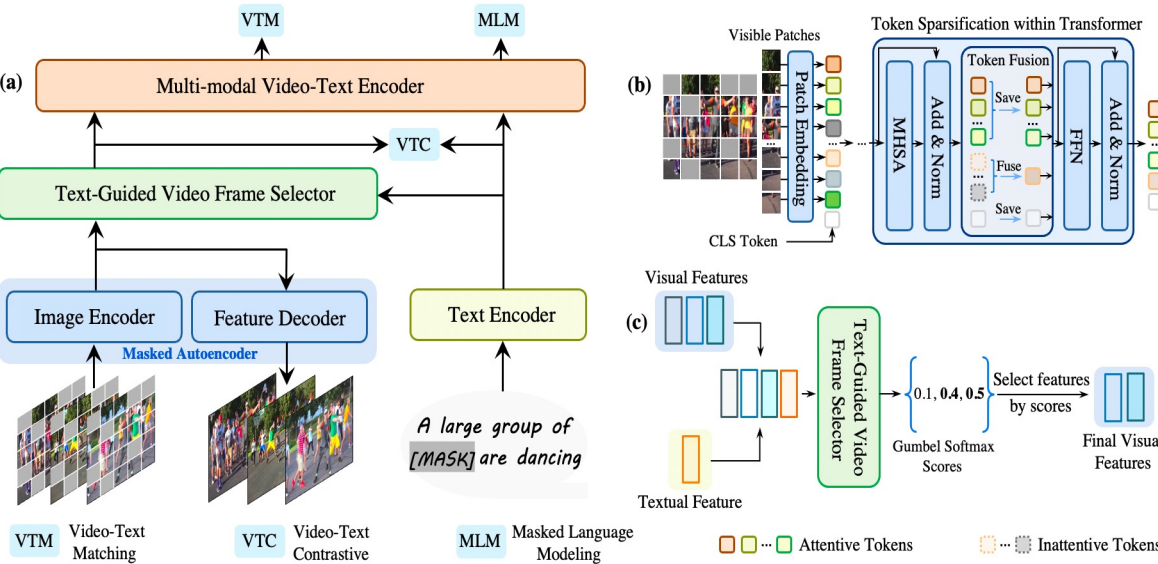 (a)
VTM
MLM
Multi-modal Video-Text Encoder
VTC
Text-Guided Video Frame Selector
Image Encoder
Feature Decoder
Masked Autoencoder
Text Encoder
A large group of
[MASK] are dancing
VTM
Video-Text
Matching
VTC
Video-Text
Contrastive
MLM
Masked Language
Modeling
(b)
Token Sparsification within Transformer
Visible Patches
Patch Embedding
...
...
...
CLS Token
MHSA
Add & Norm
Token Fusion
Save
...
...
Fuse
...
Save
FFN
Add & Norm
...
(c)
Visual Features
Textual Feature
Text-Guided Video
Frame Selector
{0.1, 0.4, 0.5}
Gumbel Softmax
Scores
Select features
by scores
Final Visual
Features
... Attentive Tokens
... Inattentive Tokens